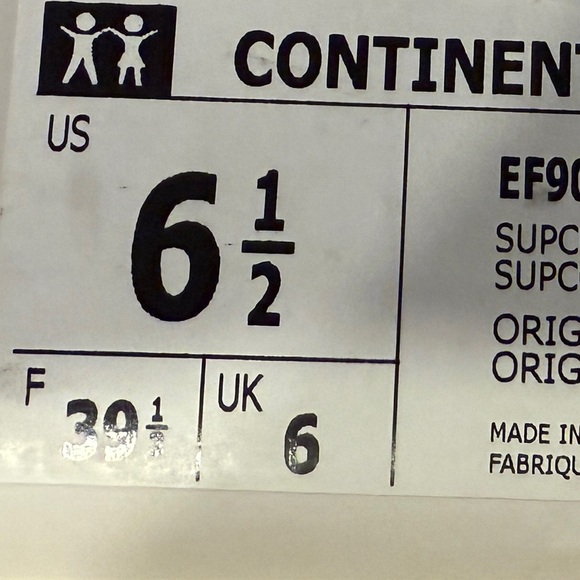 CONTINENT
US
6 1/2
EF90
SUPC
SUPC
ORIG
ORIG
F
39 1/3
UK
6
MADE IN
FABRIQU